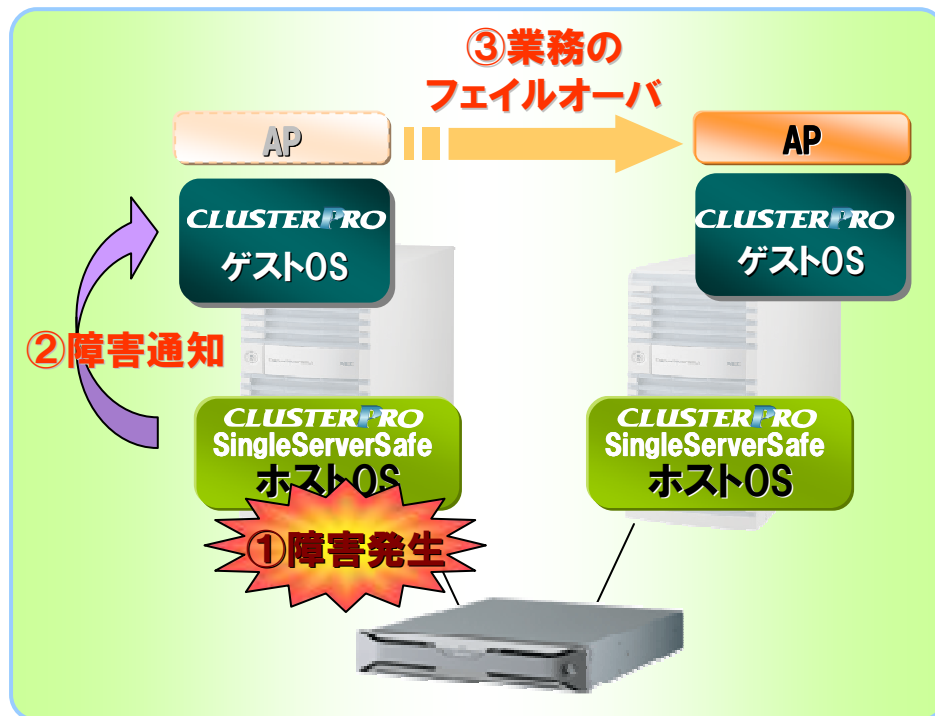 ③業務の
フェイルオーバ
AP
AP
CLUSTERPRO
ゲストOS
CLUSTERPRO
ゲストOS
②障害通知
CLUSTERPRO
SingleServerSafe
ホストOS
CLUSTERPRO
SingleServerSafe
ホストOS
①障害発生